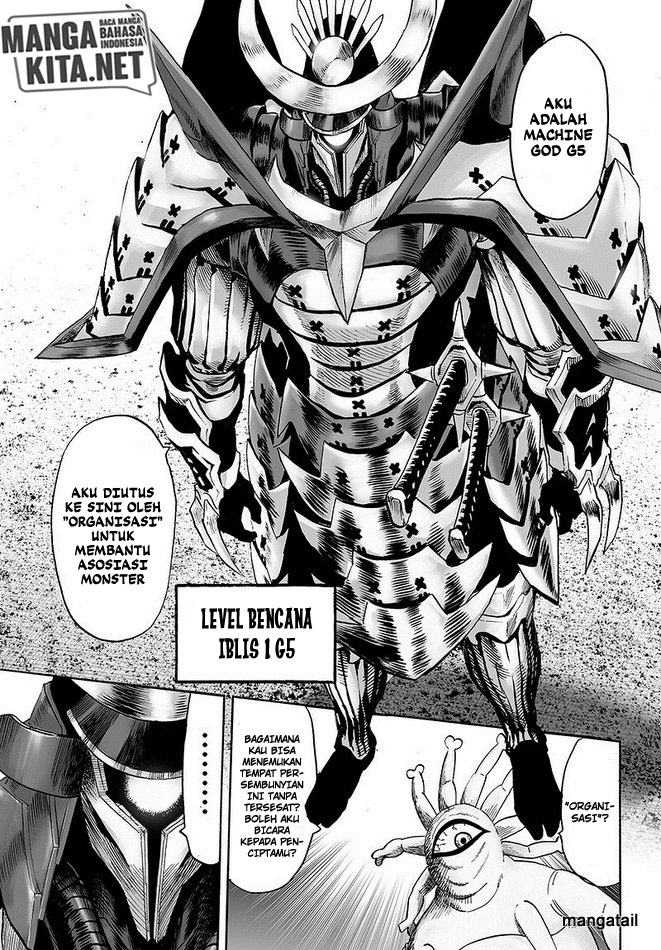 MANGA
KITA.NET
BACA MANGA
BAHASA
INDONESIA
AKU
ADALAH
MACHINE
GOD G5
AKU DIUTUS
KE SINI OLEH
"ORGANISASI"
UNTUK
MEMBANTU
ASOSIASI
MONSTER
LEVEL BENCANA
IBLIS 1 G5
"ORGANI-
SASI"?
BAGAIMANA
KAU BISA
MENEMUKAN
TEMPAT PER-
SEMBUNYIAN
INI TANPA
TERSESAT?
BOLEH AKU
BICARA
KEPADA PEN-
CIPTAMU?
........
mangatail